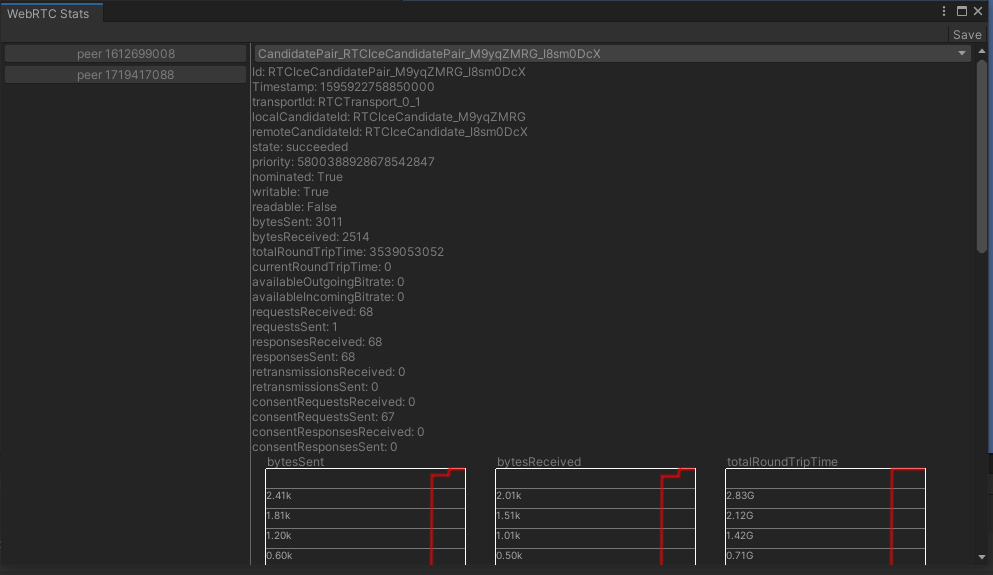 WebRTC Stats
Save
peer 1612699008
peer 1719417088
CandidatePair_RTCIceCandidatePair_M9yqZMRG_I8sm0DcX
Id: RTCIceCandidatePair_M9yqZMRG_I8sm0DcX
Timestamp: 1595922758850000
transportId: RTCTransport_0_1
localCandidateId: RTCIceCandidate_M9yqZMRG
remoteCandidateId: RTCIceCandidate_I8sm0DcX
state: succeeded
priority: 5800388928678542847
nominated: True
writable: True
readable: False
bytesSent: 3011
bytesReceived: 2514
totalRoundTripTime: 3539053052
currentRoundTripTime: 0
availableOutgoingBitrate: 0
availableIncomingBitrate: 0
requestsReceived: 68
requestsSent: 1
responsesReceived: 68
responsesSent: 68
retransmissionsReceived: 0
retransmissionsSent: 0
consentRequestsReceived: 0
consentRequestsSent: 67
consentResponsesReceived: 0
consentResponsesSent: 0
bytesSent
2.41k
1.81k
1.20k
0.60k
bytesReceived
2.01k
1.51k
1.01k
0.50k
totalRoundTripTime
2.83G
2.12G
1.42G
0.71G